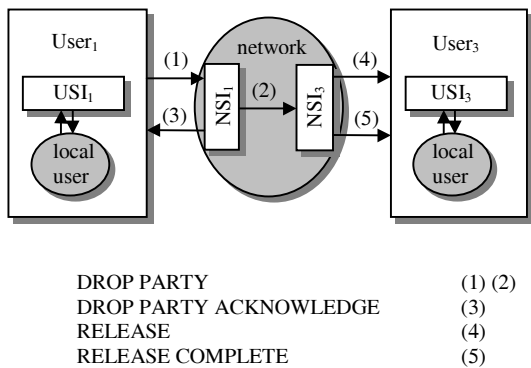 User1
network
User3
(1)
(4)
USI1
NSI1
(2)
NSI3
USI3
(3)
(5)
local
user
local
user
DROP PARTY (1) (2)
DROP PARTY ACKNOWLEDGE (3)
RELEASE (4)
RELEASE COMPLETE (5)